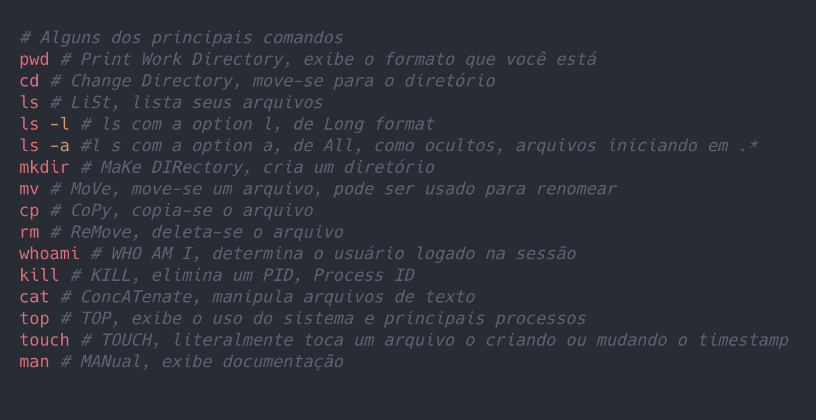 # Alguns dos principais comandos
pwd # Print Work Directory, exibe o formato que você está
cd # Change Directory, move-se para o diretório
ls # LiSt, lista seus arquivos
ls -l # ls com a option l, de Long format
ls -a #l s com a option a, de All, como ocultos, arquivos iniciando em .*
mkdir # MaKe DIRectory, cria um diretório
mv # MoVe, move-se um arquivo, pode ser usado para renomear
cp # CoPy, copia-se o arquivo
rm # ReMove, deleta-se o arquivo
whoami # WHO AM I, determina o usuário logado na sessão
kill # KILL, elimina um PID, Process ID
cat # ConcATenate, manipula arquivos de texto
top # TOP, exibe o uso do sistema e principais processos
touch # TOUCH, literalmente toca um arquivo o criando ou mudando o timestamp
man # MANual, exibe documentação